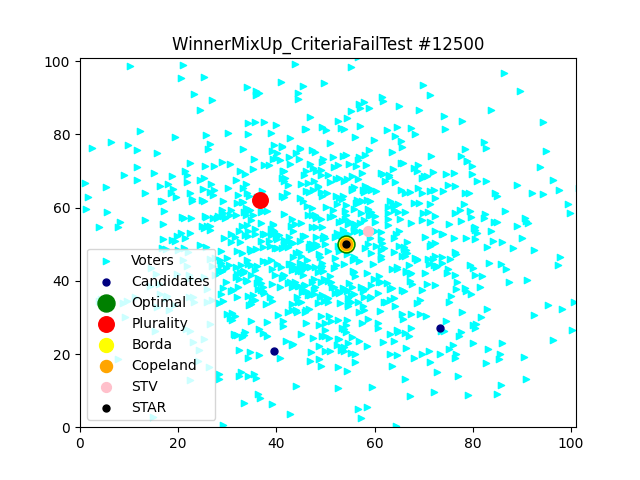 WinnerMixUp_CriteriaFailTest #12500
100
80
60
40
20
0
0 20 40 60 80 100
Voters
Candidates
Optimal
Plurality
Borda
Copeland
STV
STAR